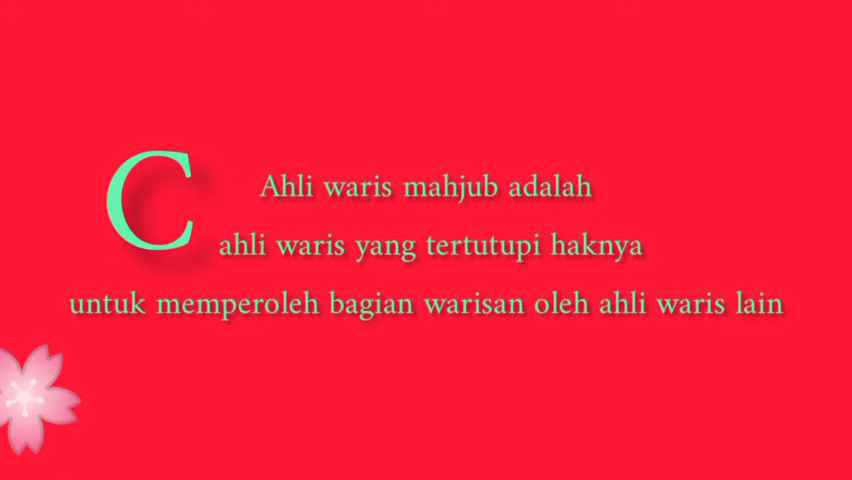 C
Ahli waris mahjub adalah
ahli waris yang tertutupi haknya
untuk memperoleh bagian warisan oleh ahli waris lain